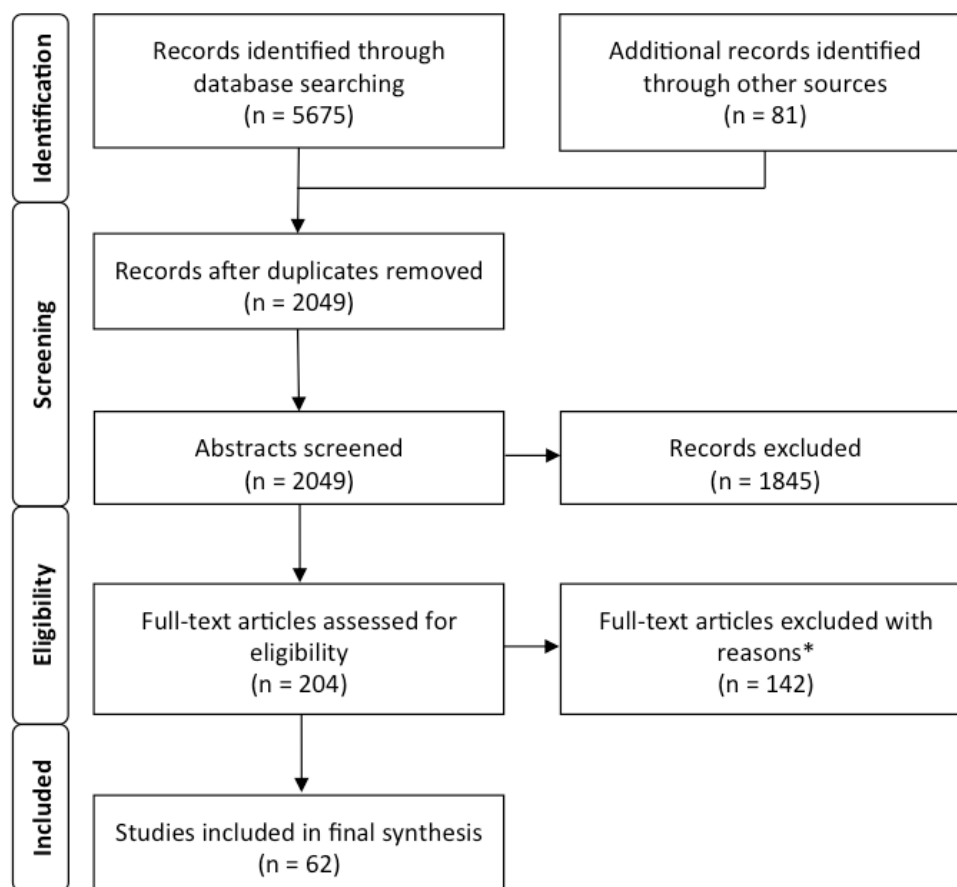 Identification
Records identified through
database searching
(n = 5675)
Additional records identified
through other sources
(n = 81)
Screening
Records after duplicates removed
(n = 2049)
Abstracts screened
(n = 2049)
Records excluded
(n = 1845)
Eligibility
Full-text articles assessed for
eligibility
(n = 204)
Full-text articles excluded with
reasons*
(n = 142)
Included
Studies included in final synthesis
(n = 62)